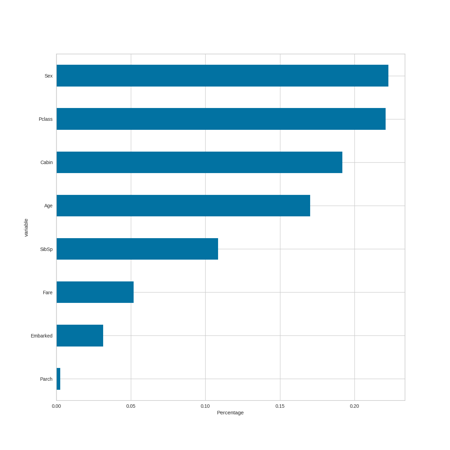 Sex
Pclass
Cabin
Age
SibSp
Fare
Embarked
Parch
variable
0.00 0.05 0.10 0.15 0.20
Percentage